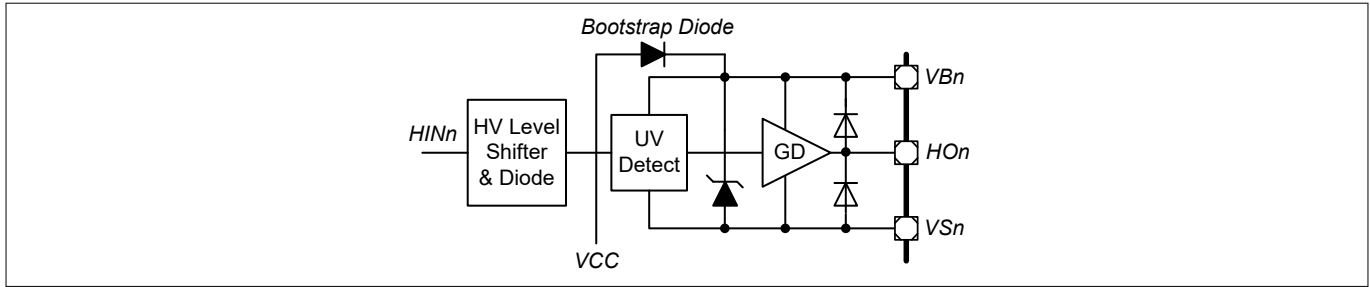 Bootstrap Diode
VBn
HINn
HV Level
Shifter
& Diode
UV
Detect
GD
HOn
VSn
VCC